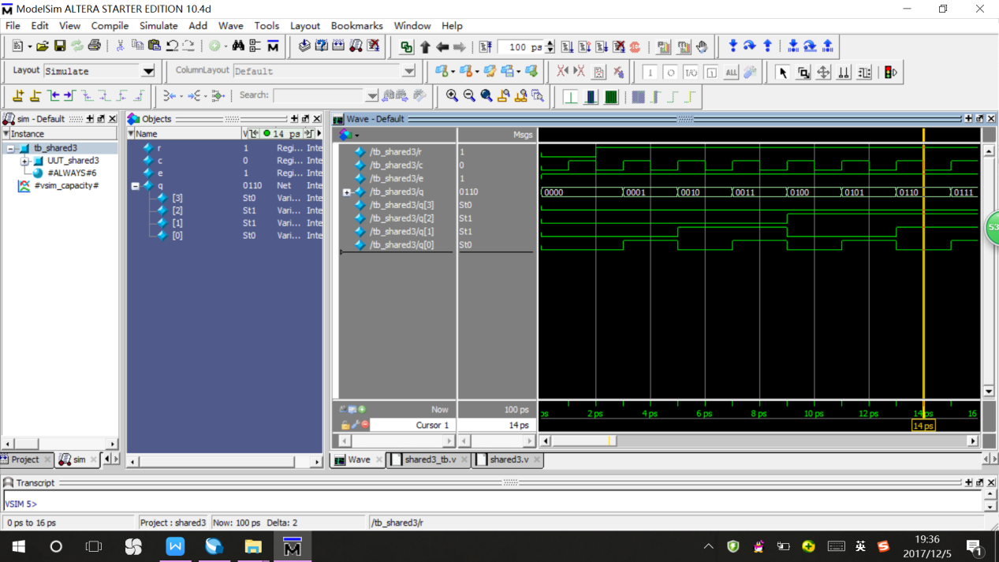 ModelSim ALTERA STARTER EDITION 10.4d
File Edit View Compile Simulate Add Wave Tools Layout Bookmarks Window Help
100 ps
Layout Simulate ColumnLayout Default
ALL
Search:
sim - Default
Objects
Wave - Default
Instance
Name
14 ps
Msgs
tb_shared3
UUT_shared3
#ALWAYS#6
#vsim_capacity#
r 1 Regi... Inte
c 0 Regi... Inte
e 1 Regi... Inte
q 0110 Net Inte
[3] St0 Vari... Inte
[2] St1 Vari... Inte
[1] St1 Vari... Inte
[0] St0 Vari... Inte
/tb_shared3/r 1
/tb_shared3/c 0
/tb_shared3/e 1
/tb_shared3/q 0110 0000 0001 0010 0011 0100 0101 0110 0111
/tb_shared3/q[3] St0
/tb_shared3/q[2] St1
/tb_shared3/q[1] St1
/tb_shared3/q[0] St0
53
Now 100 ps ps 2 ps 4 ps 6 ps 8 ps 10 ps 12 ps 14 ps 16
Cursor 1 14 ps 14 ps
Project sim
Wave shared3_tb.v shared3.v
Transcript
VSIM 5>
0 ps to 16 ps Project : shared3 Now: 100 ps Delta: 2 /tb_shared3/r
英
19:36
2017/12/5
1